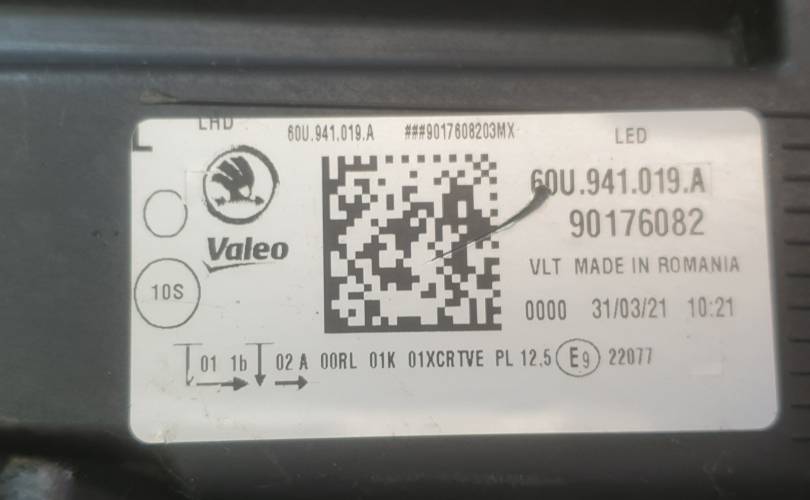 L LHD 60U.941.019.A ###9017608203MX LED
60U.941.019.A
90176082
Valeo
VLT MADE IN ROMANIA
10S
0000 31/03/21 10:21
01 1b 02 A 00RL 01K 01XCRTVE PL 12.5 E9 22077